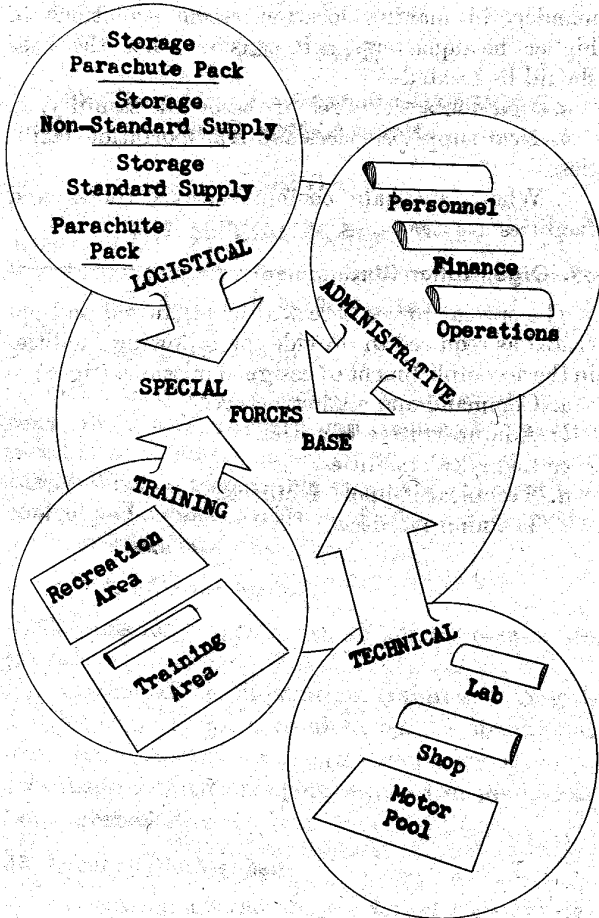 Storage
Parachute Pack
Storage
Non-Standard Supply
Storage
Standard Supply
Parachute
Pack
LOGISTICAL
Personnel
Finance
Operations
ADMINISTRATIVE
SPECIAL
FORCES
BASE
TRAINING
Recreation
Area
Training
Area
TECHNICAL
Lab
Shop
Motor
Pool